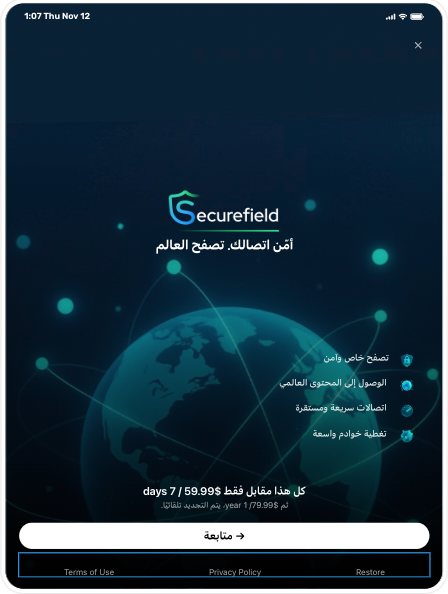 1:07 Thu Nov 12
Securefield
أمّن اتصالك. تصفح العالم
تصفح خاص وآمن
الوصول إلى المحتوى العالمي
اتصالات سريعة ومستقرة
تغطية خوادم واسعة
كل هذا مقابل فقط $59.99 / 7 days
ثم $79.99/ 1 year، يتم التجديد تلقائيًا.
متابعة →
Terms of Use
Privacy Policy
Restore